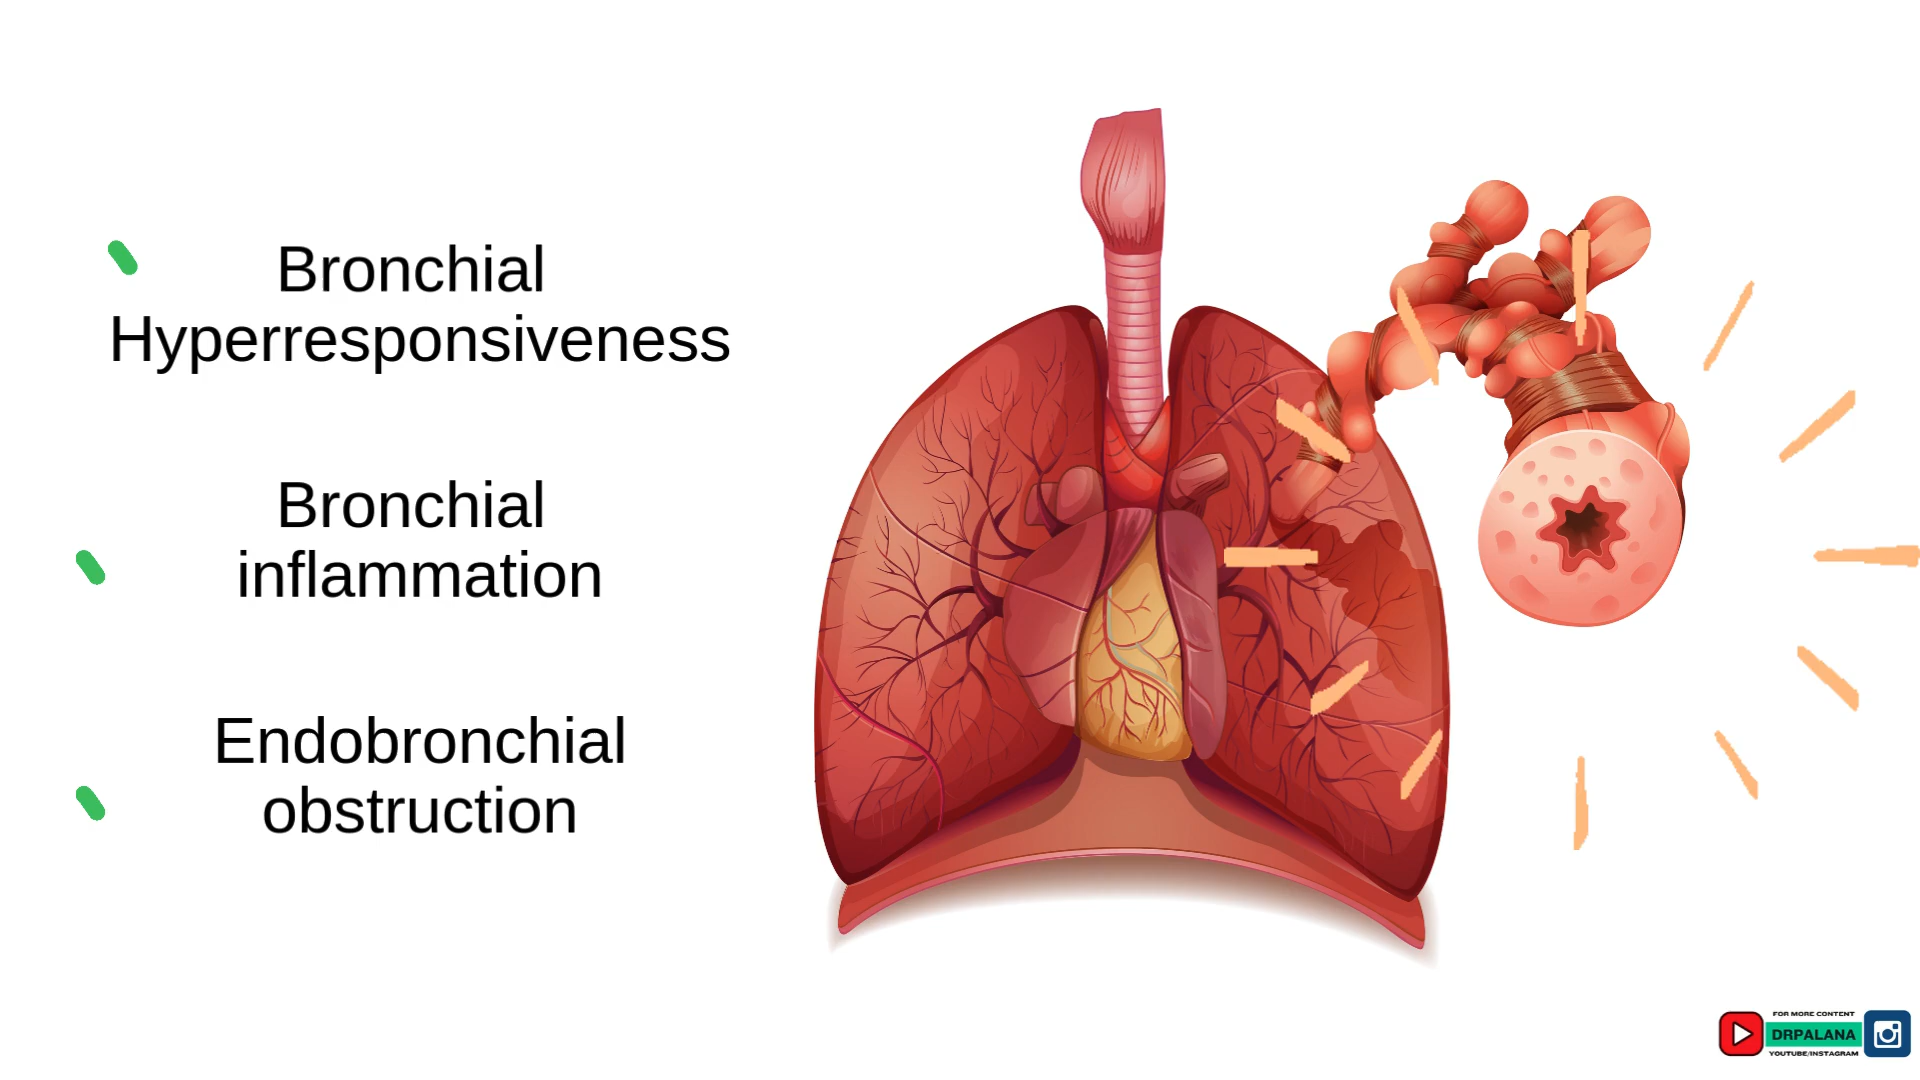 Bronchial
Hyperresponsiveness
Bronchial
inflammation
Endobronchial
obstruction
FOR MORE CONTENT
DRPALANA
YOUTUBE/INSTAGRAM